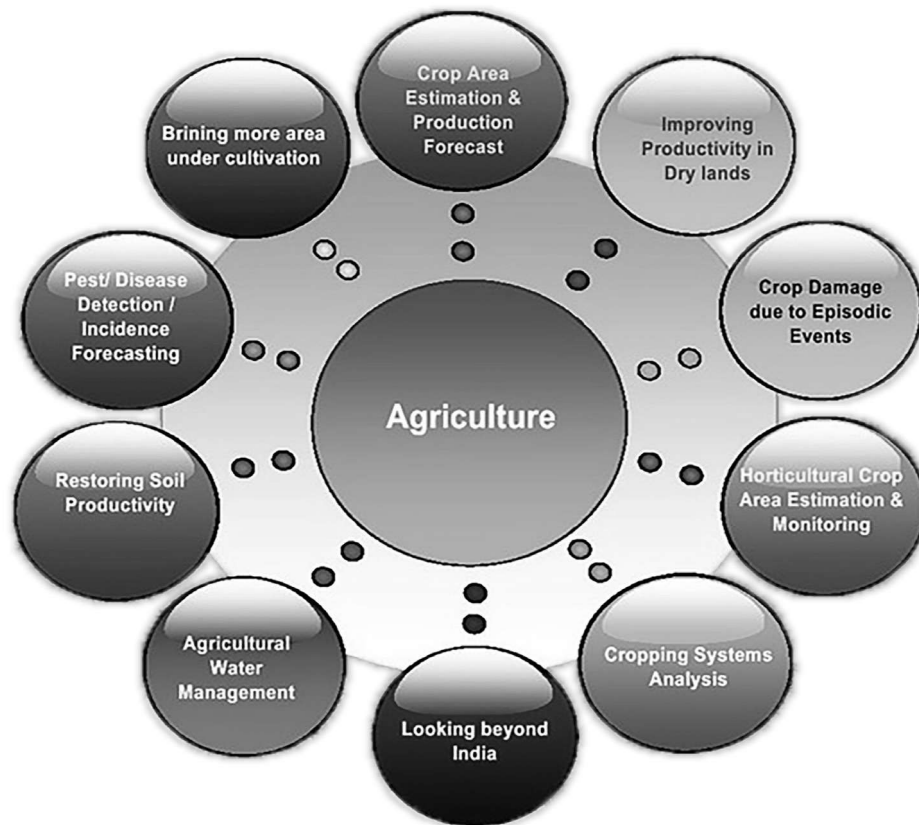 Crop Area
Estimation &
Production
Forecast
Improving
Productivity in
Dry lands
Crop Damage
due to Episodic
Events
Horticultural Crop
Area Estimation &
Monitoring
Cropping Systems
Analysis
Looking beyond
India
Agricultural
Water
Management
Restoring Soil
Productivity
Pest/ Disease
Detection /
Incidence
Forecasting
Brining more area
under cultivation
Agriculture